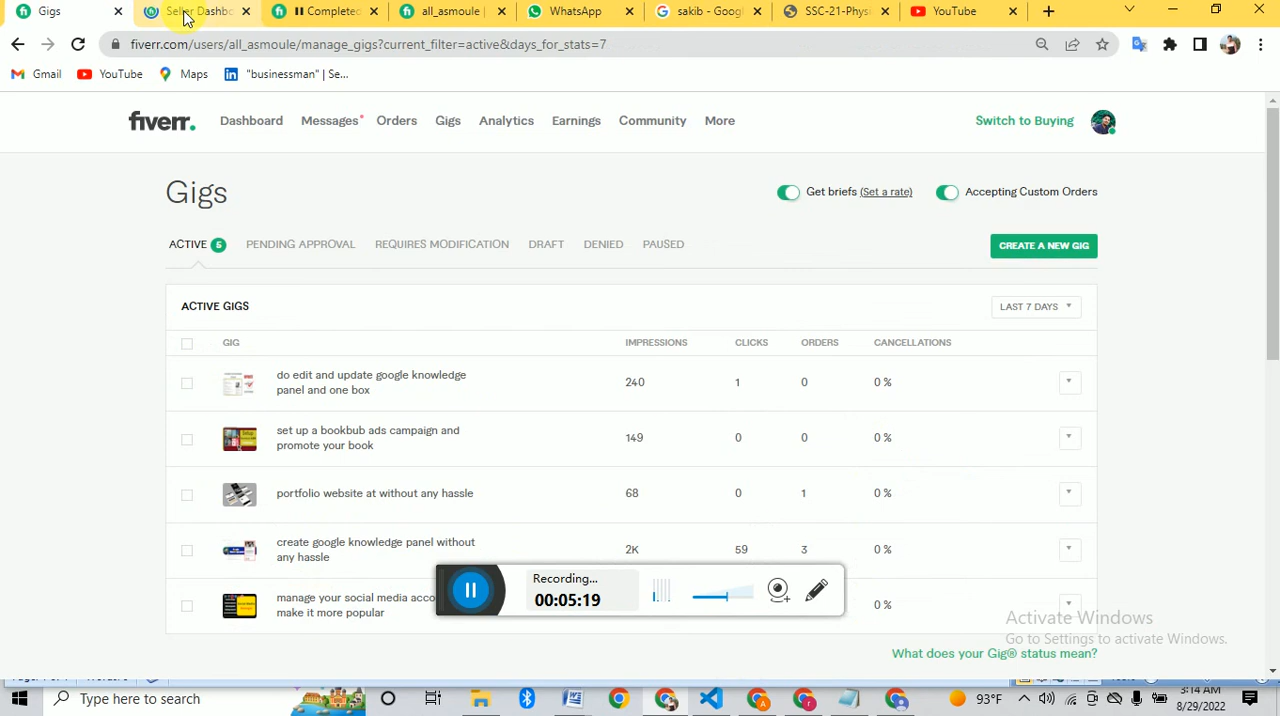 Gigs
Seller Dashbo
Completed
all_asmoule
WhatsApp
sakib - Goog
SSC-21-Physi
YouTube
fiverr.com/users/all_asmoule/manage_gigs?current_filter=active&days_for_stats=7
Gmail
YouTube
Maps
"businessman" | Se...
fiverr.
Dashboard
Messages
Orders
Gigs
Analytics
Earnings
Community
More
Switch to Buying
Gigs
Get briefs (Set a rate)
Accepting Custom Orders
ACTIVE 5
PENDING APPROVAL
REQUIRES MODIFICATION
DRAFT
DENIED
PAUSED
CREATE A NEW GIG
ACTIVE GIGS
LAST 7 DAYS
GIG
IMPRESSIONS
CLICKS
ORDERS
CANCELLATIONS
do edit and update google knowledge
panel and one box
240
1
0
0 %
set up a bookbub ads campaign and
promote your book
149
0
0
0 %
portfolio website at without any hassle
68
0
1
0 %
create google knowledge panel without
any hassle
2K
59
3
0 %
manage your social media acco
make it more popular
0 %
Recording...
00:05:19
Activate Windows
Go to Settings to activate Windows.
What does your Gig® status mean?
Type here to search
93°F
3:14 AM
8/29/2022